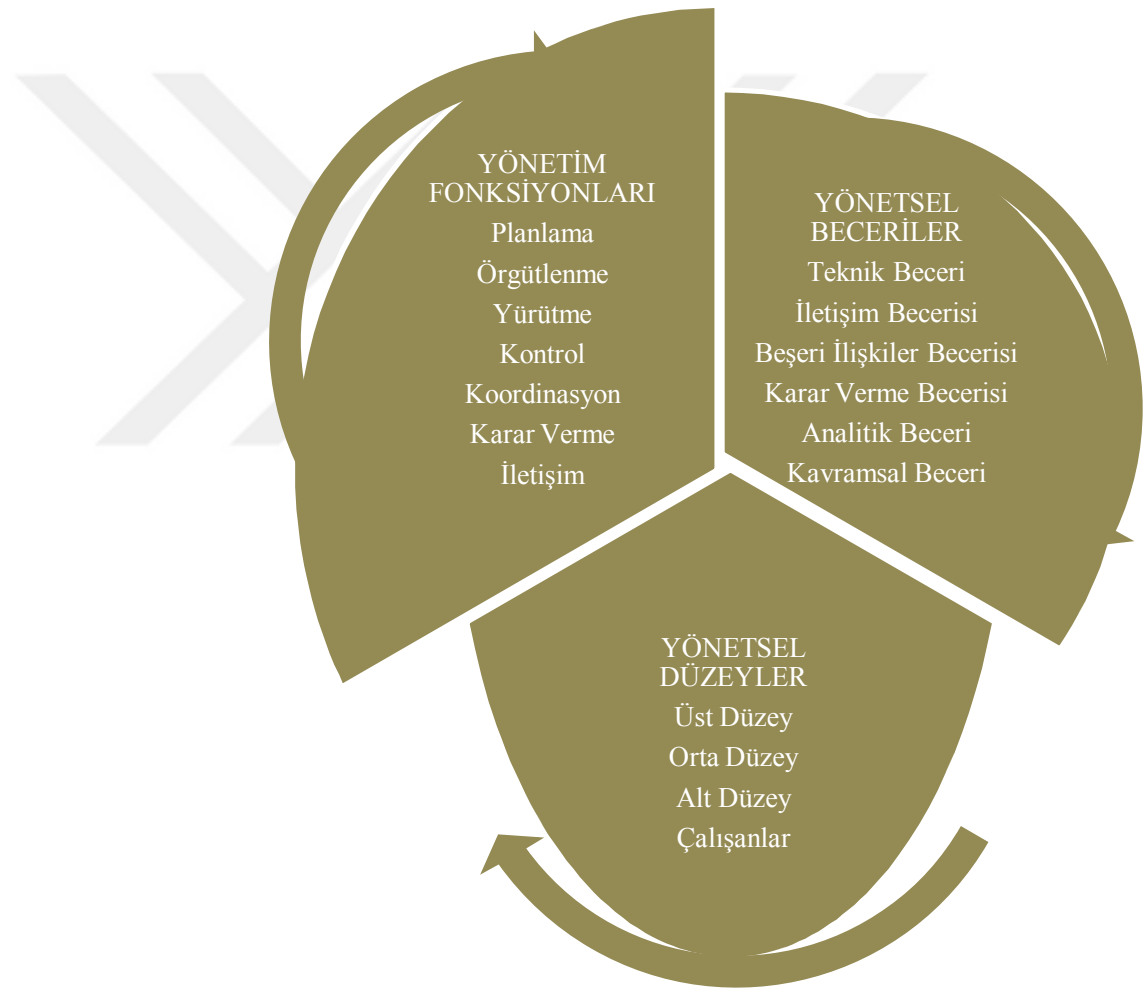 YÖNETİM
FONKSİYONLARI
Planlama
Örgütlenme
Yürütme
Kontrol
Koordinasyon
Karar Verme
İletişim
YÖNETSEL
BECERİLER
Teknik Beceri
İletişim Becerisi
Beşeri İlişkiler Becerisi
Karar Verme Becerisi
Analitik Beceri
Kavramsal Beceri
YÖNETSEL
DÜZEYLER
Üst Düzey
Orta Düzey
Alt Düzey
Çalışanlar